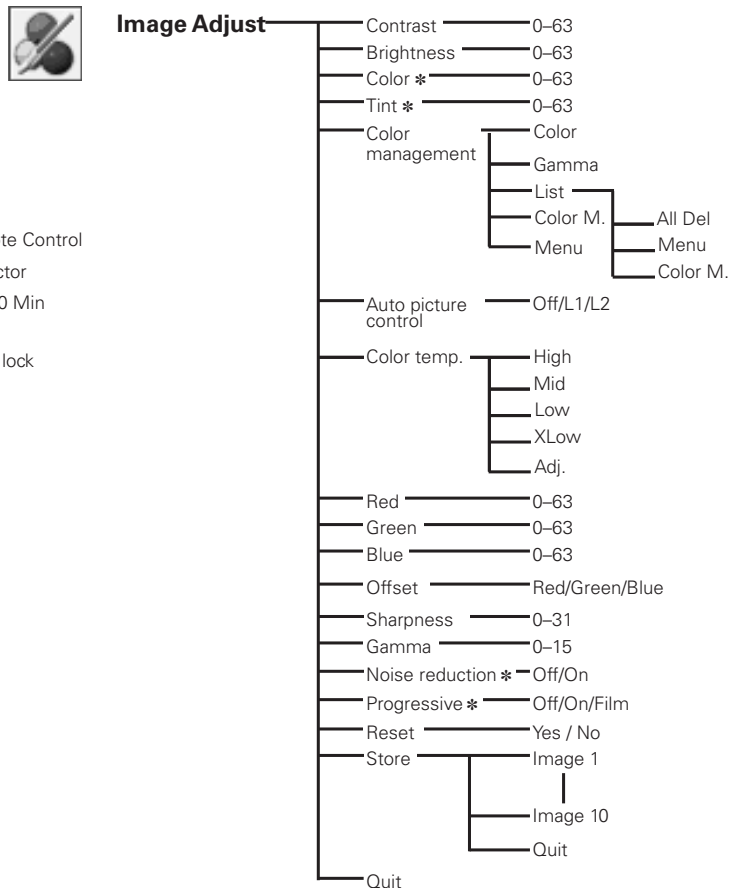 Image Adjust
Contrast 0–63
Brightness 0–63
Color ✻ 0–63
Tint ✻ 0–63
Color management
Color
Gamma
List
Color M.
Menu
All Del
Menu
Color M.
te Control
ctor
0 Min
lock
Auto picture control
Off/L1/L2
Color temp.
High
Mid
Low
XLow
Adj.
Red 0–63
Green 0–63
Blue 0–63
Offset Red/Green/Blue
Sharpness 0–31
Gamma 0–15
Noise reduction ✻ Off/On
Progressive ✻ Off/On/Film
Reset Yes / No
Store
Image 1
Image 10
Quit
Quit